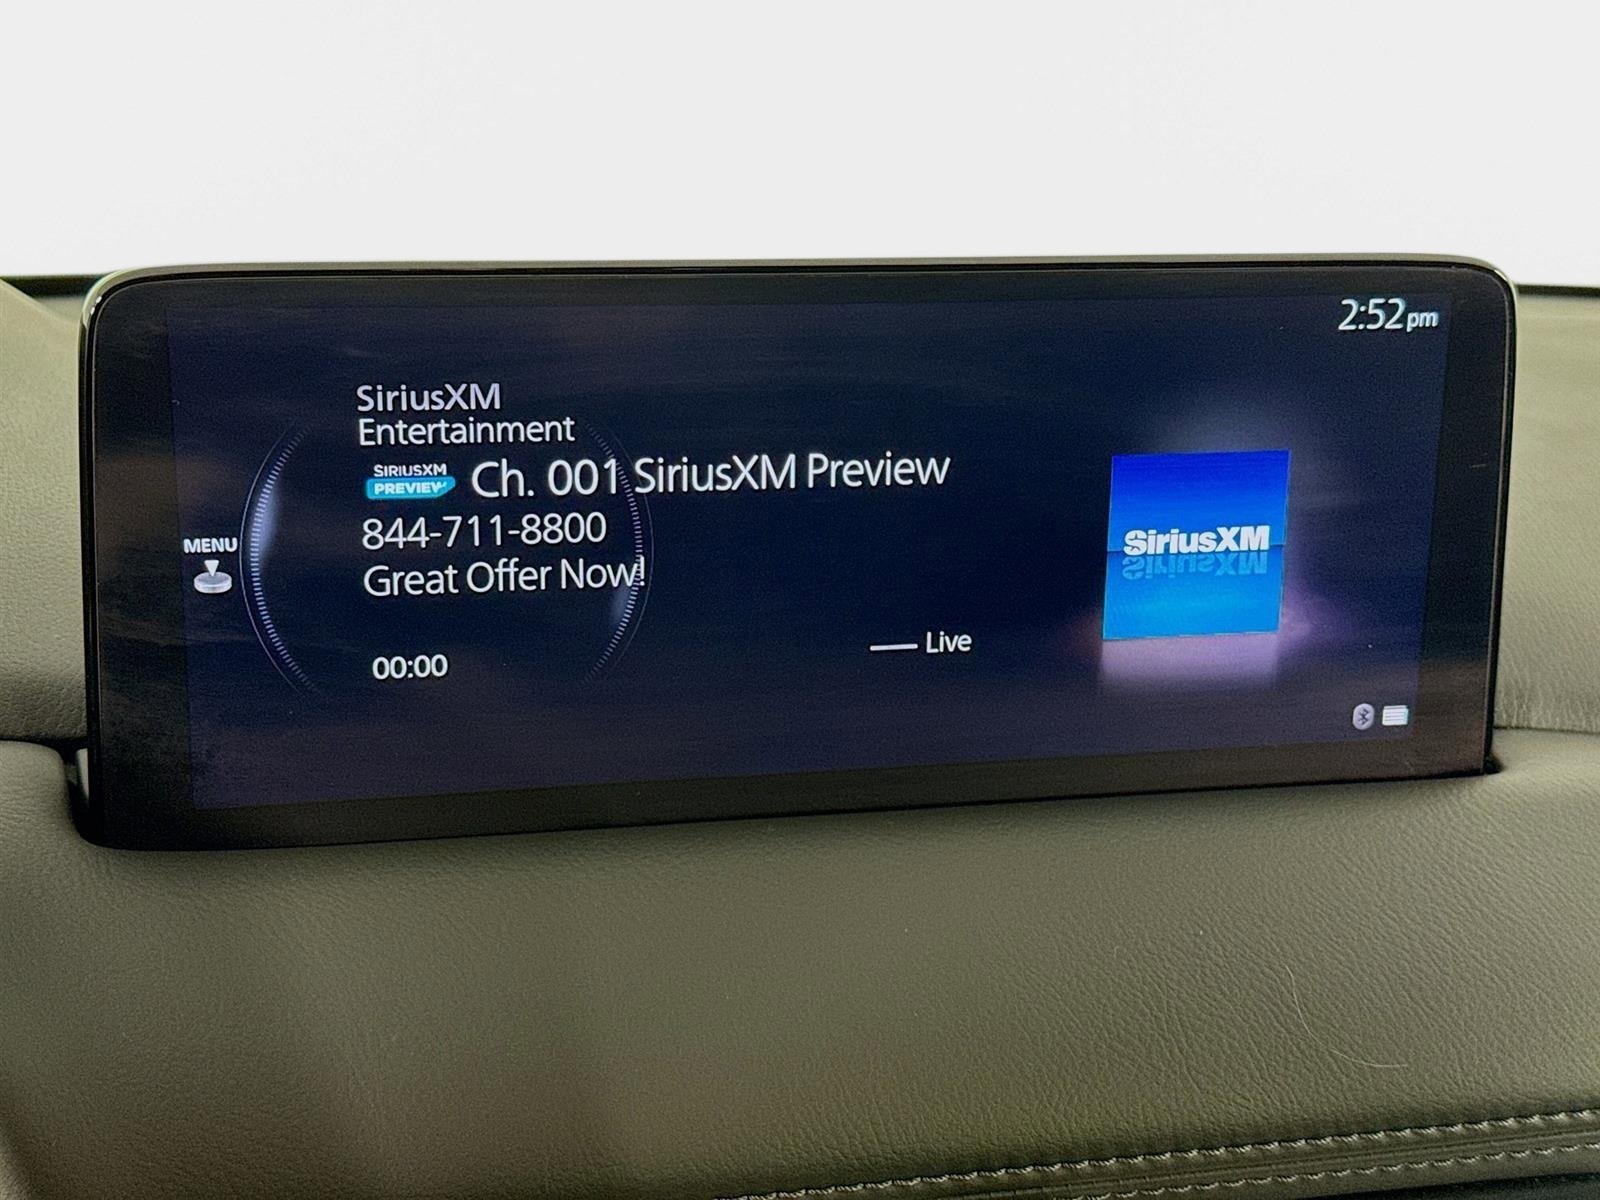 2:52pm
SiriusXM
Entertainment
SIRIUSXM
PREVIEW
Ch. 001 SiriusXM Preview
844-711-8800
Great Offer Now!
MENU
SiriusXM
00:00
Live